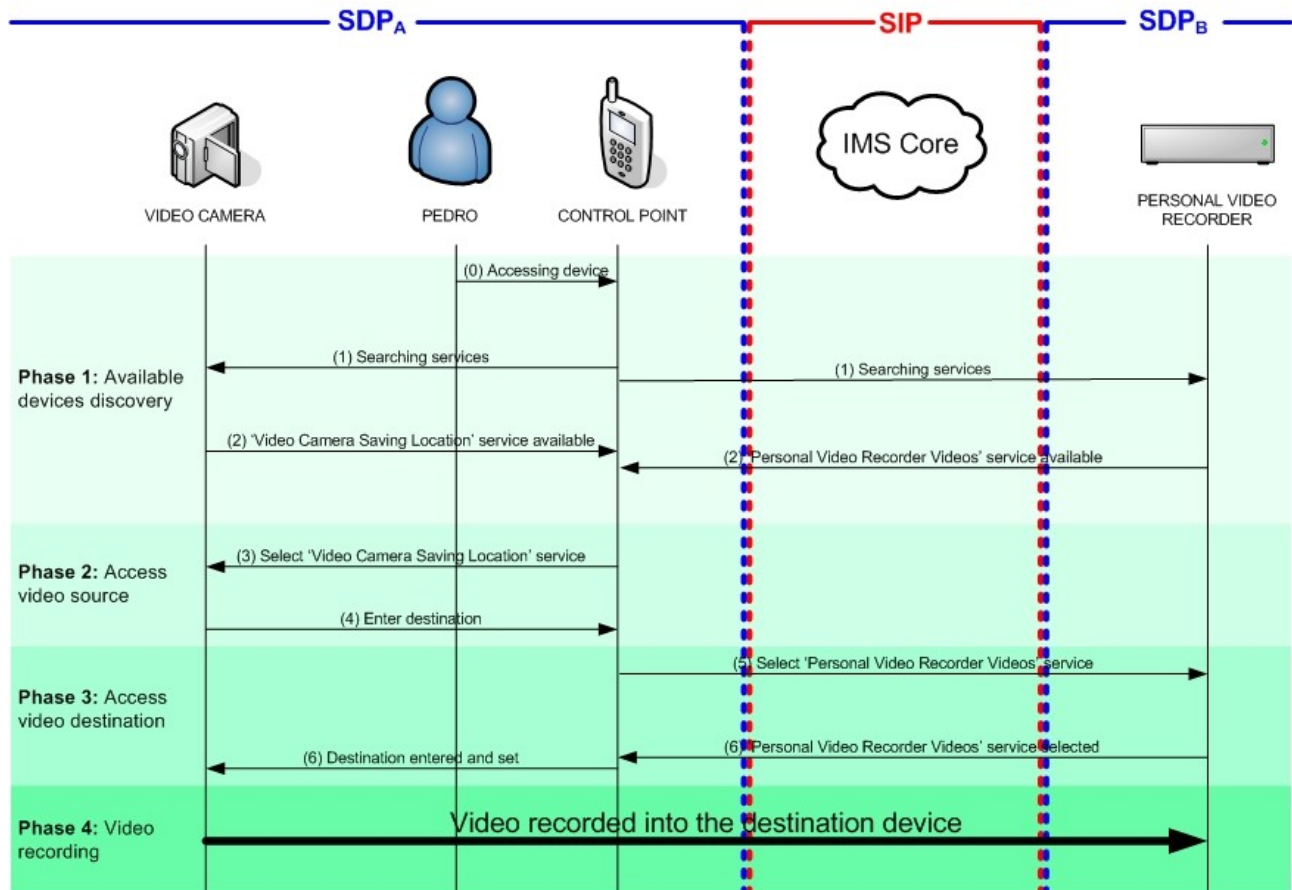 SDPA
SIP
SDPB
IMS Core
VIDEO CAMERA
PEDRO
CONTROL POINT
PERSONAL VIDEO
RECORDER
(0) Accessing device
(1) Searching services
(1) Searching services
Phase 1: Available
devices discovery
(2) 'Video Camera Saving Location' service available
(2) 'Personal Video Recorder Videos' service available
(3) Select 'Video Camera Saving Location' service
Phase 2: Access
video source
(4) Enter destination
(5) Select 'Personal Video Recorder Videos' service
Phase 3: Access
video destination
(6) 'Personal Video Recorder Videos' service selected
(6) Destination entered and set
Phase 4: Video
recording
Video recorded into the destination device